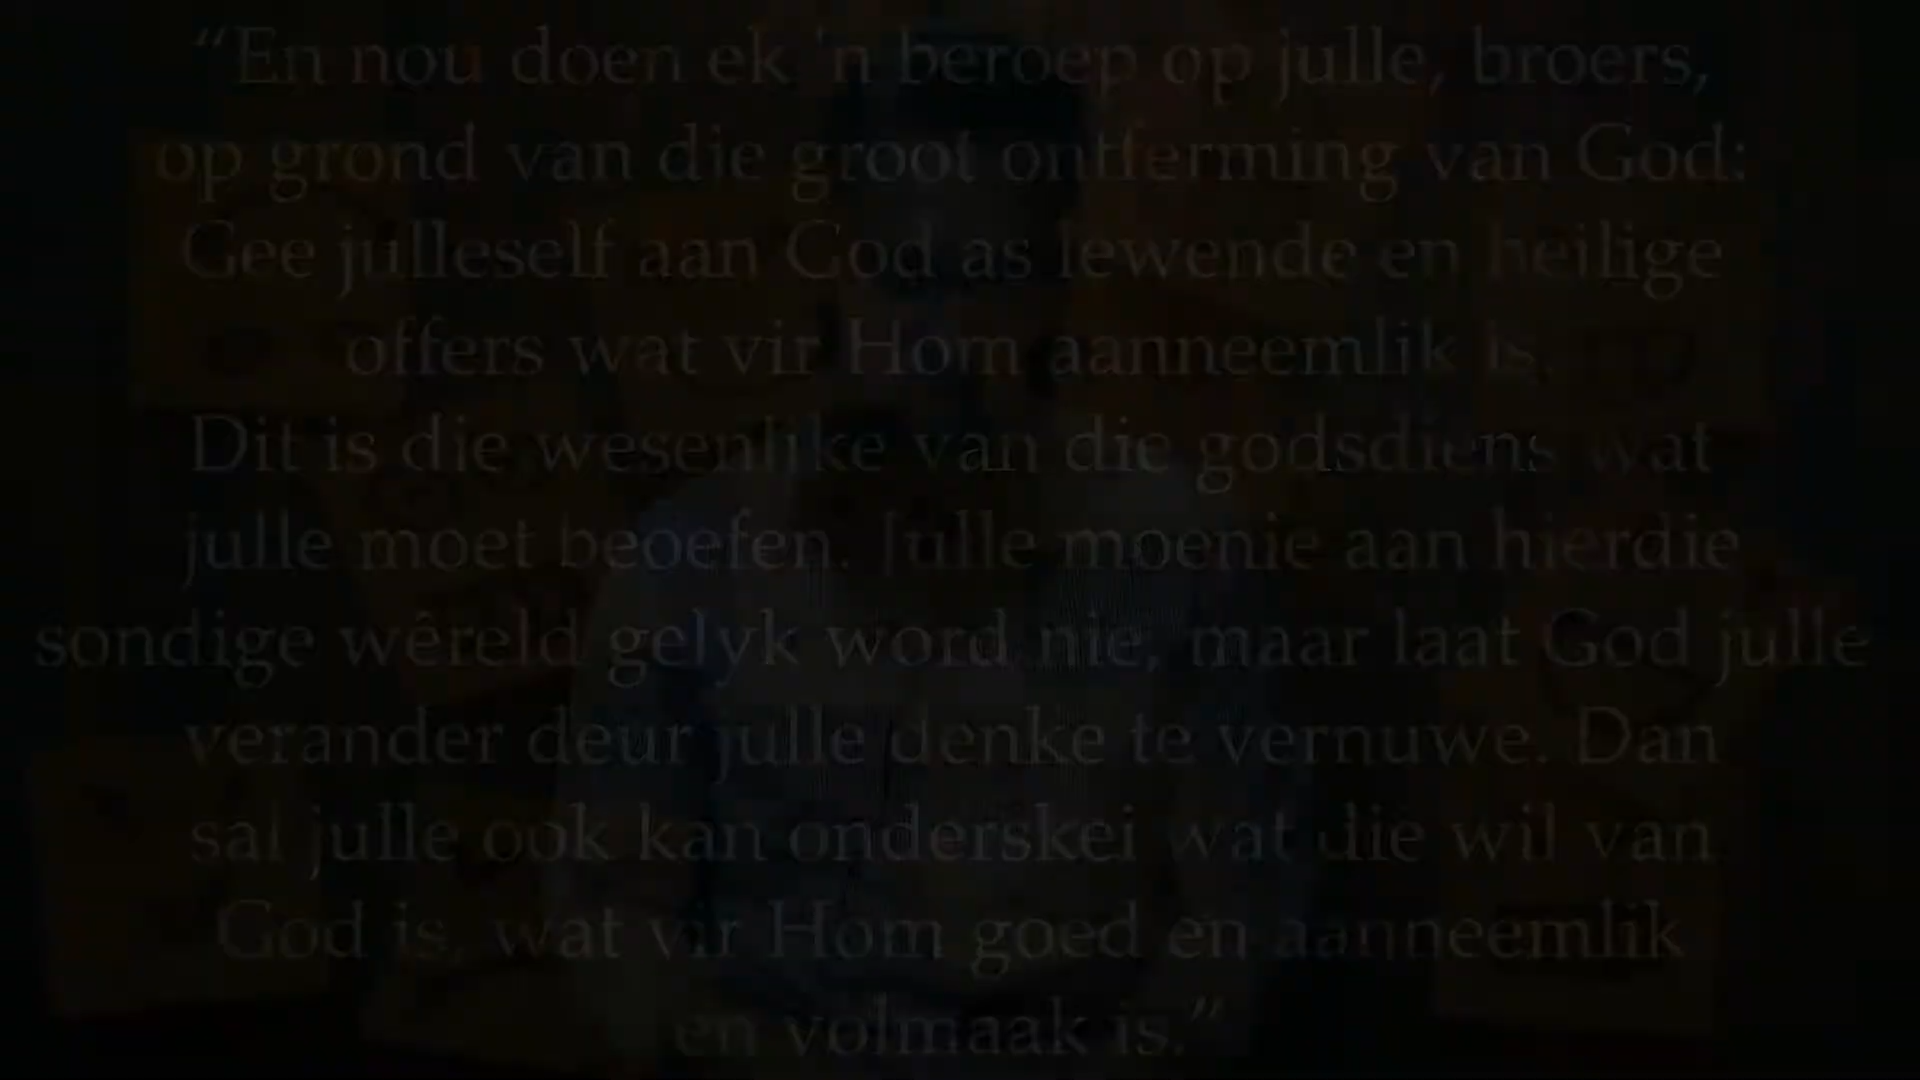 “En nou doen ek 'n beroep op julle, broers,
op grond van die groot ontferming van God:
Gee julleself aan God as lewende en heilige
offers wat vir Hom aanneemlik is.
Dit is die wesenlike van die godsdiens wat
julle moet beoefen. Julle moenie aan hierdie
sondige wêreld gelyk word nie, maar laat God julle
verander deur julle denke te vernuwe. Dan
sal julle ook kan onderskei wat die wil van
God is, wat vir Hom goed en aanneemlik
en volmaak is.”